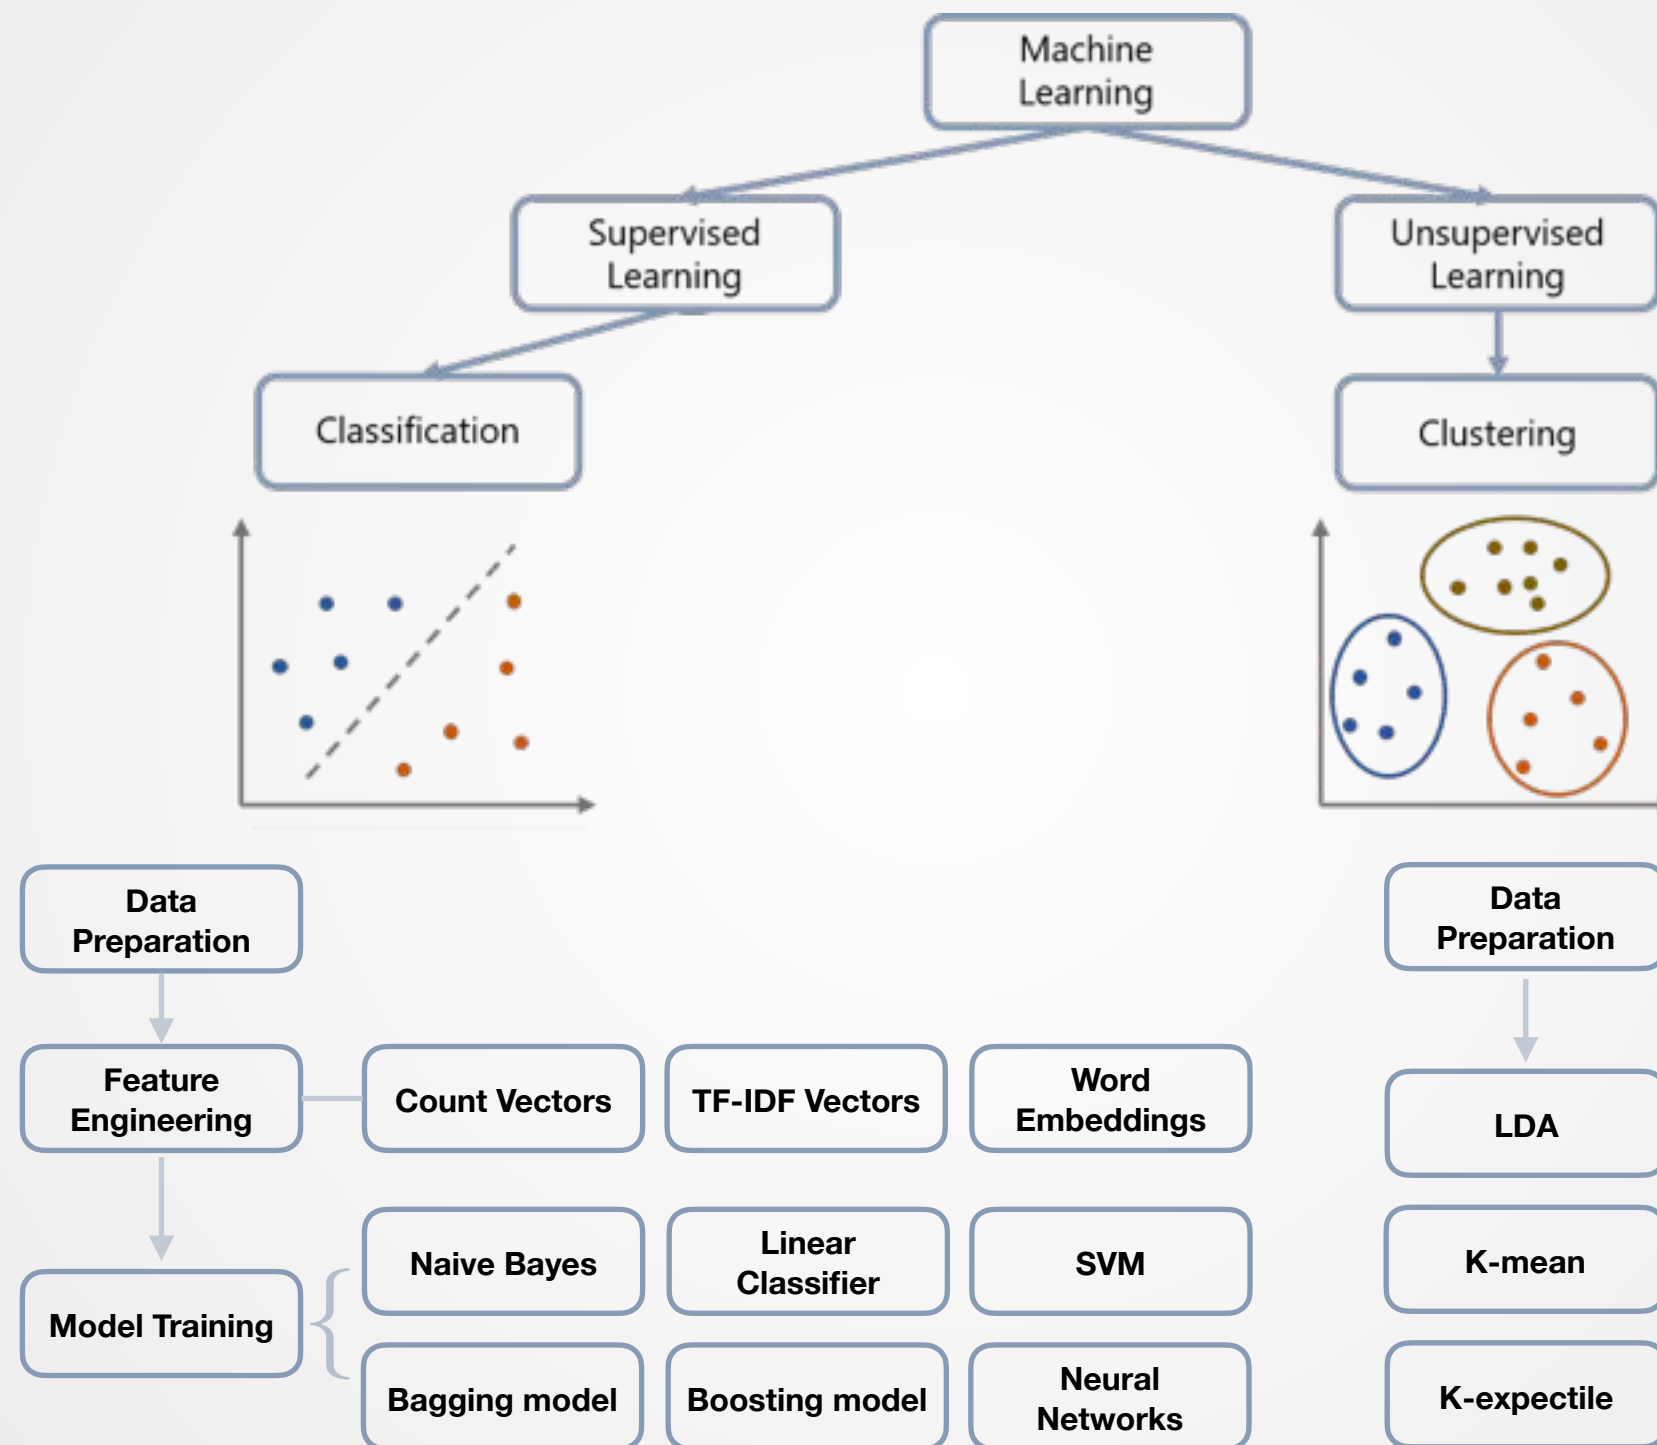 Machine
Learning
Supervised
Learning
Unsupervised
Learning
Classification
Clustering
Data
Preparation
Data
Preparation
Feature
Engineering
Count Vectors
TF-IDF Vectors
Word
Embeddings
LDA
Naive Bayes
Linear
Classifier
SVM
K-mean
Model Training
Bagging model
Boosting model
Neural
Networks
K-expectile